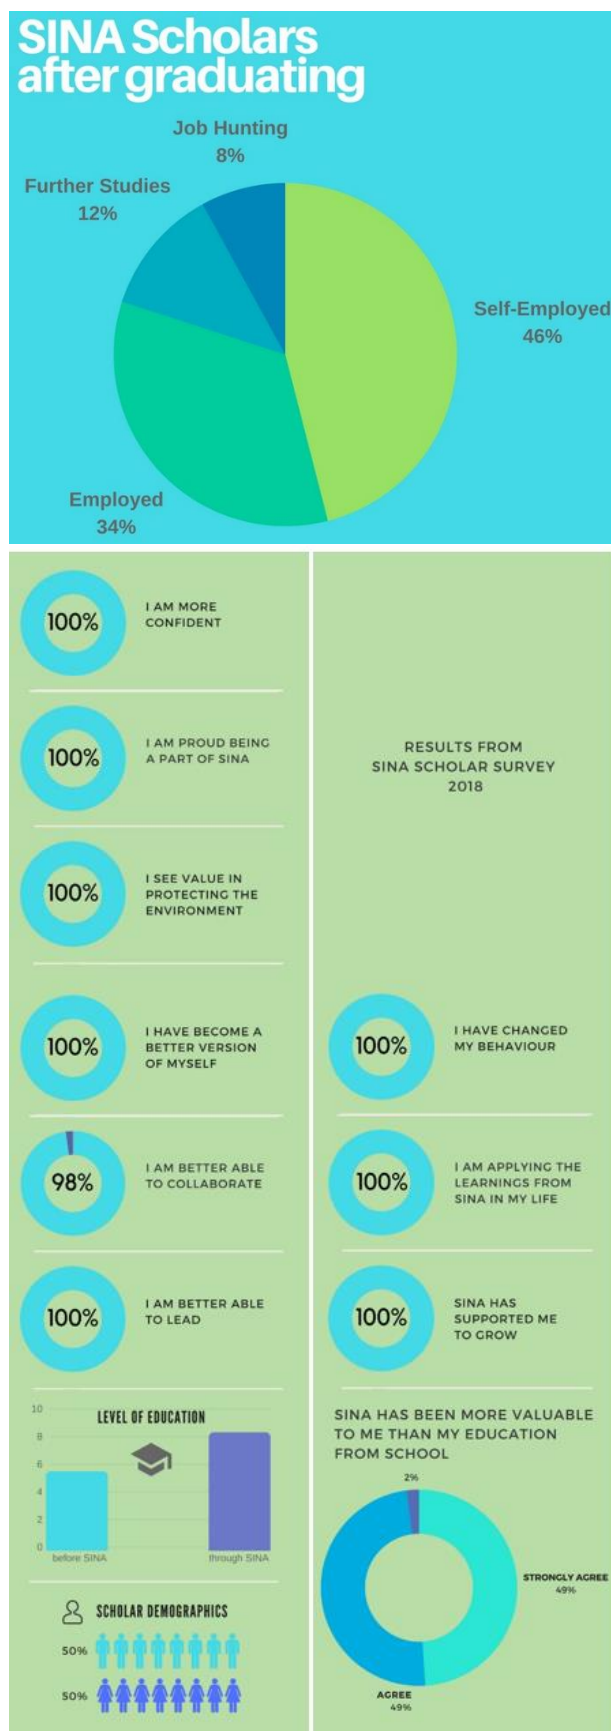 SINA Scholars
after graduating
Job Hunting
8%
Further Studies
12%
Self-Employed
46%
Employed
34%
100%
I AM MORE
CONFIDENT
100%
I AM PROUD BEING
A PART OF SINA
100%
I SEE VALUE IN
PROTECTING THE
ENVIRONMENT
100%
I HAVE BECOME A
BETTER VERSION
OF MYSELF
98%
I AM BETTER ABLE
TO COLLABORATE
100%
I AM BETTER ABLE
TO LEAD
LEVEL OF EDUCATION
10
8
6
4
2
0
before SINA
through SINA
SCHOLAR DEMOGRAPHICS
50%
50%
RESULTS FROM
SINA SCHOLAR SURVEY
2018
100%
I HAVE CHANGED
MY BEHAVIOUR
100%
I AM APPLYING THE
LEARNINGS FROM
SINA IN MY LIFE
100%
SINA HAS
SUPPORTED ME
TO GROW
SINA HAS BEEN MORE VALUABLE
TO ME THAN MY EDUCATION
FROM SCHOOL
2%
STRONGLY AGREE
49%
AGREE
49%